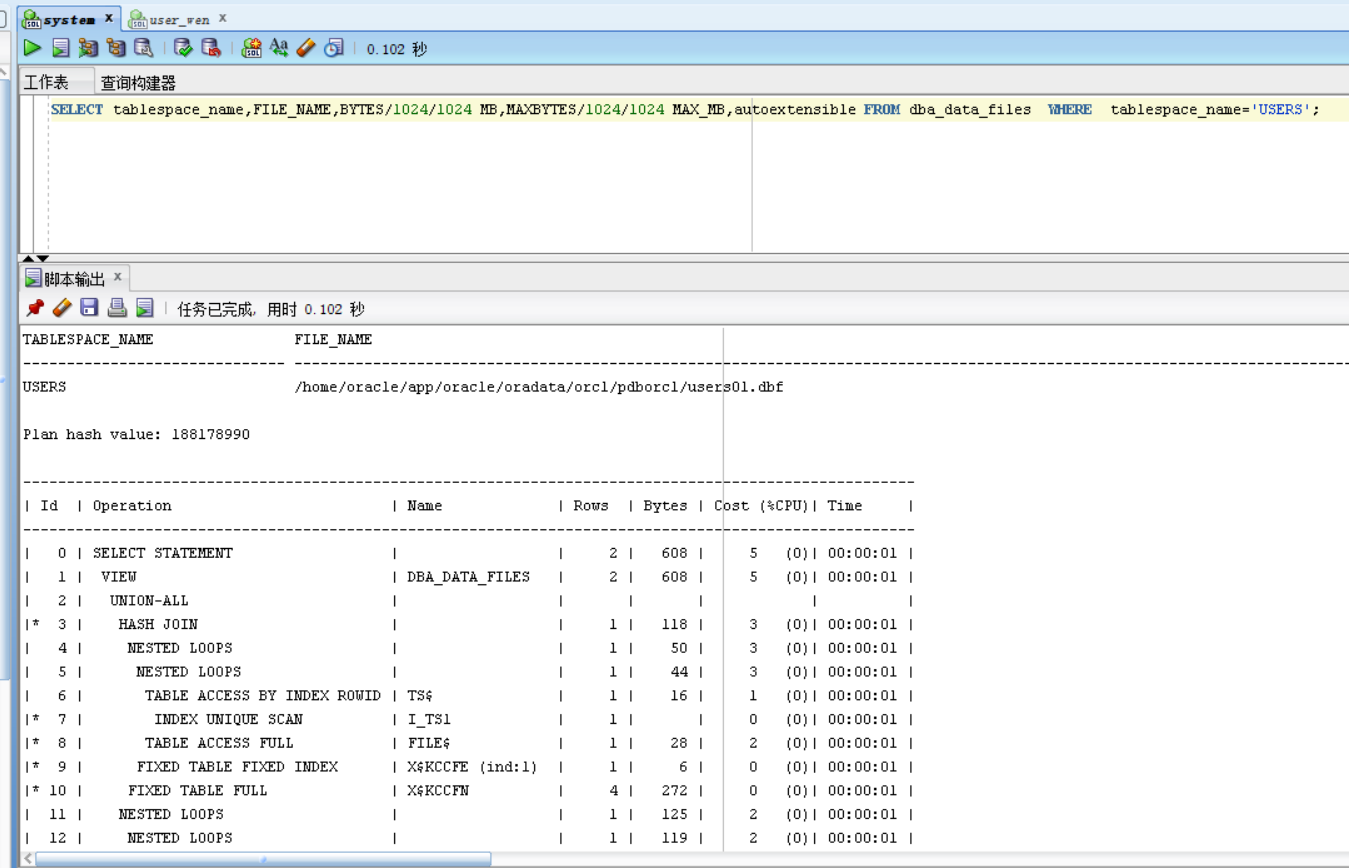 system x user_wen x
0.102 秒
工作表 查询构建器
SELECT tablespace_name,FILE_NAME,BYTES/1024/1024 MB,MAXBYTES/1024/1024 MAX_MB,autoextensible FROM dba_data_files  WHERE  tablespace_name='USERS';
脚本输出 x
任务已完成, 用时 0.102 秒
TABLESPACE_NAME FILE_NAME
USERS /home/oracle/app/oracle/oradata/orcl/pdborcl/users01.dbf
Plan hash value: 188178990
| Id  | Operation | Name | Rows  | Bytes | Cost (%CPU)| Time |
|   0 | SELECT STATEMENT | | 2 | 608 | 5 (0)| 00:00:01 |
|   1 |  VIEW | DBA_DATA_FILES | 2 | 608 | 5 (0)| 00:00:01 |
|   2 |   UNION-ALL | | | | | |
|*  3 |    HASH JOIN | | 1 | 118 | 3 (0)| 00:00:01 |
|   4 |     NESTED LOOPS | | 1 | 50 | 3 (0)| 00:00:01 |
|   5 |      NESTED LOOPS | | 1 | 44 | 3 (0)| 00:00:01 |
|   6 |       TABLE ACCESS BY INDEX ROWID | TS$ | 1 | 16 | 1 (0)| 00:00:01 |
|*  7 |        INDEX UNIQUE SCAN | I_TS1 | 1 | | 0 (0)| 00:00:01 |
|*  8 |       TABLE ACCESS FULL | FILE$ | 1 | 28 | 2 (0)| 00:00:01 |
|*  9 |      FIXED TABLE FIXED INDEX | X$KCCFE (ind:1) | 1 | 6 | 0 (0)| 00:00:01 |
|* 10 |     FIXED TABLE FULL | X$KCCFN | 4 | 272 | 0 (0)| 00:00:01 |
|  11 |    NESTED LOOPS | | 1 | 125 | 2 (0)| 00:00:01 |
|  12 |     NESTED LOOPS | | 1 | 119 | 2 (0)| 00:00:01 |